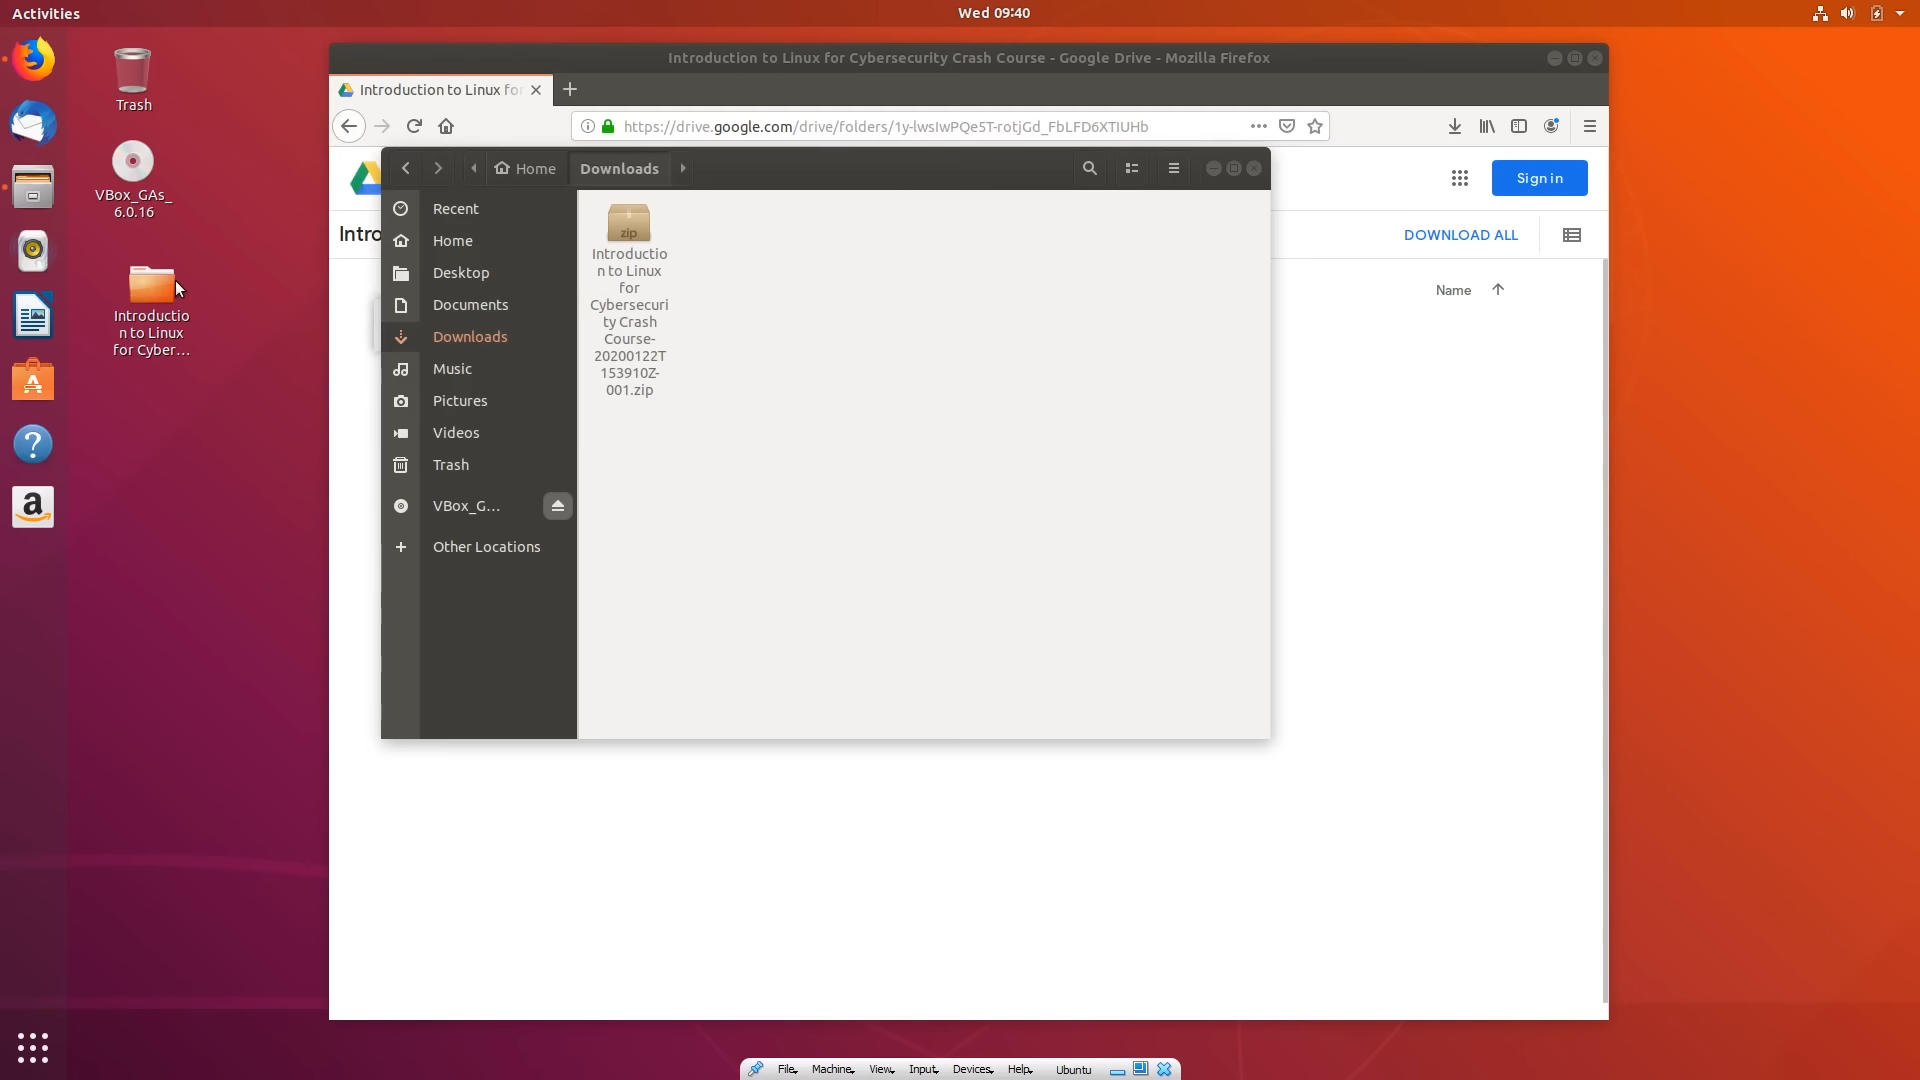 Activities
Wed 09:40
Trash
VBox_GAs_
6.0.16
Introductio
n to Linux
for Cyber...
Introduction to Linux for Cybersecurity Crash Course - Google Drive - Mozilla Firefox
Introduction to Linux for
https://drive.google.com/drive/folders/1y-lwsIwPQe5T-rotjGd_FbLFD6XTIUHb
Sign in
Intro
DOWNLOAD ALL
Name
Home
Downloads
Recent
Home
Desktop
Documents
Downloads
Music
Pictures
Videos
Trash
VBox_G...
Other Locations
zip
Introductio
n to Linux
for
Cybersecuri
ty Crash
Course-
20200122T
153910Z-
001.zip
File
Machine
View
Input
Devices
Help
Ubuntu